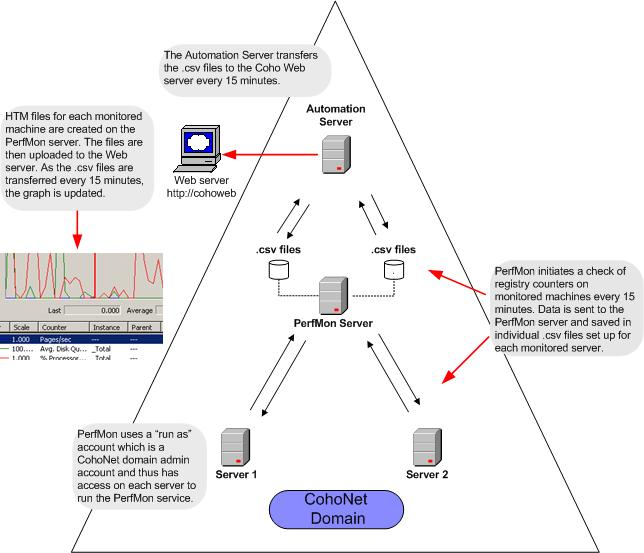 The Automation Server transfers
the .csv files to the Coho Web
server every 15 minutes.
HTM files for each monitored
machine are created on the
PerfMon server. The files are
then uploaded to the Web
server. As the .csv files are
transferred every 15 minutes,
the graph is updated.
Automation
Server
Web server
http://cohoweb
.csv files
.csv files
PerfMon Server
PerfMon initiates a check of
registry counters on
monitored machines every 15
minutes. Data is sent to the
PerfMon server and saved in
individual .csv files set up for
each monitored server.
Last 0.000 Average
Scale Counter Instance Parent
1.000 Pages/sec --- ---
100.... Avg. Disk Qu... _Total ---
1.000 % Processor... _Total ---
PerfMon uses a “run as”
account which is a
CohoNet domain admin
account and thus has
access on each server to
run the PerfMon service.
Server 1
Server 2
CohoNet
Domain